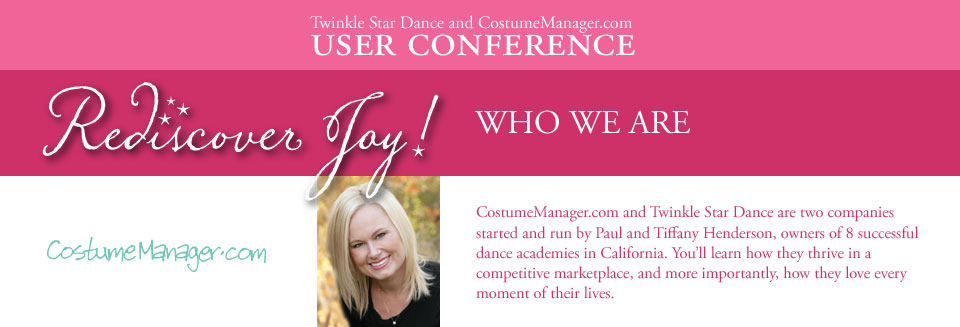 Twinkle Star Dance and CostumeManager.com
USER CONFERENCE
Rediscover Joy!
WHO WE ARE
CostumeManager.com
CostumeManager.com and Twinkle Star Dance are two companies
started and run by Paul and Tiffany Henderson, owners of 8 successful
dance academies in California. You'll learn how they thrive in a
competitive marketplace, and more importantly, how they love every
moment of their lives.